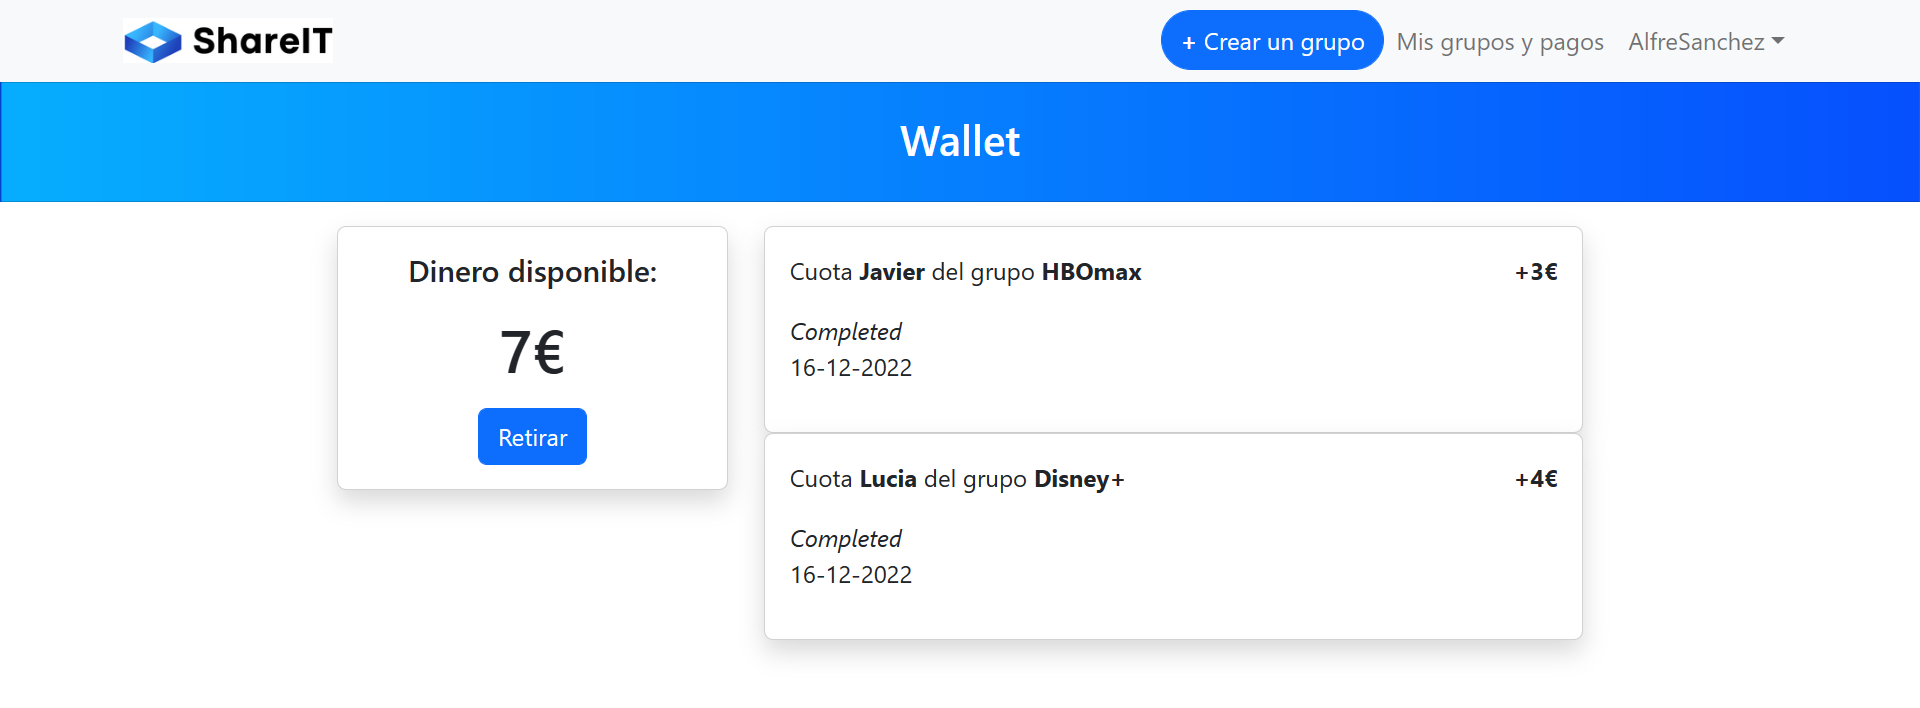 ShareIT
+ Crear un grupo
Mis grupos y pagos
AlfreSanchez
Wallet
Dinero disponible:
7€
Retirar
Cuota Javier del grupo HBOmax
+3€
Completed
16-12-2022
Cuota Lucia del grupo Disney+
+4€
Completed
16-12-2022